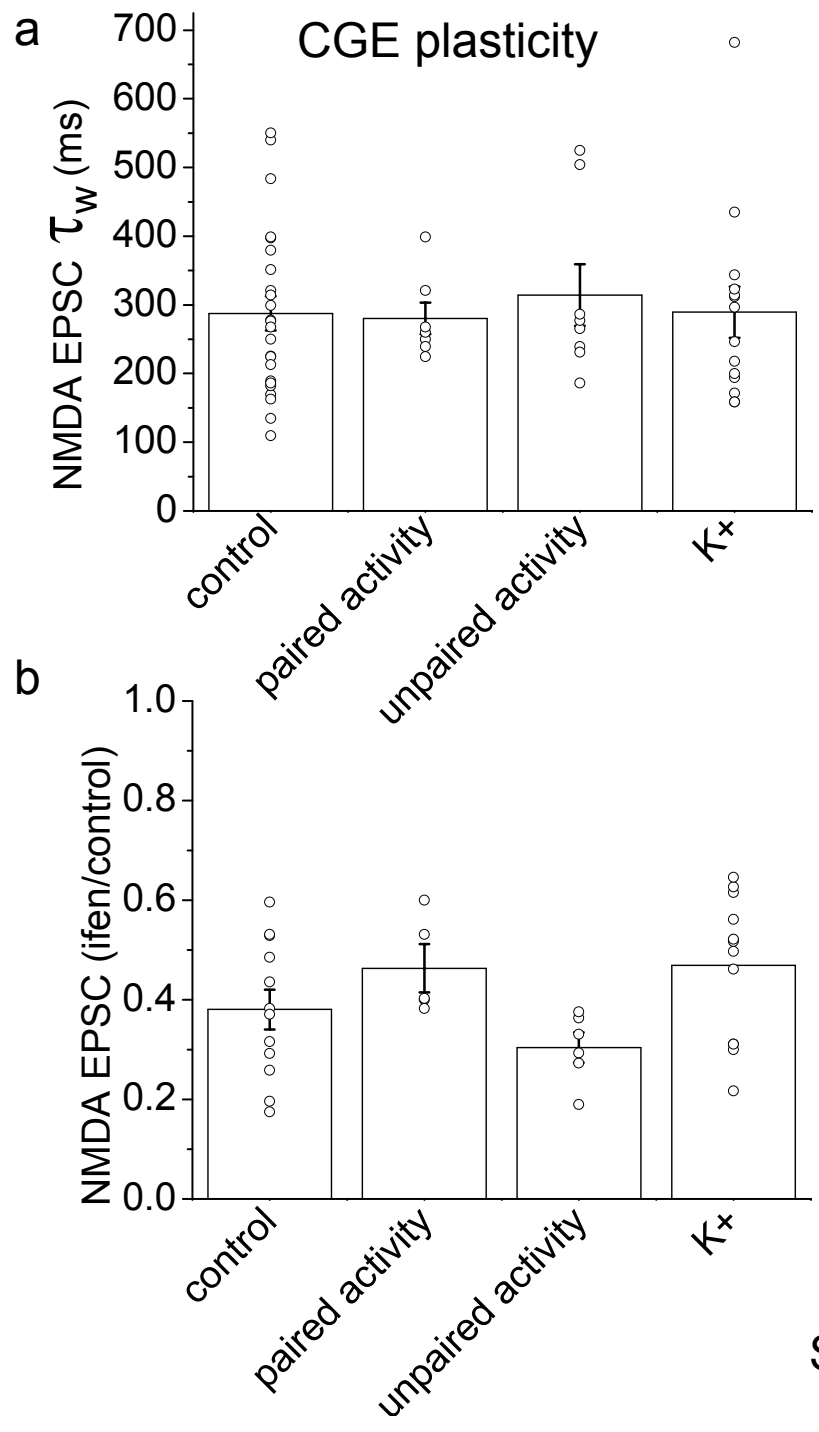 a
CGE plasticity
NMDA EPSC τw (ms)
700
600
500
400
300
200
100
0
control
paired activity
unpaired activity
K+
b
NMDA EPSC (ifen/control)
1.0
0.8
0.6
0.4
0.2
0.0
control
paired activity
unpaired activity
K+